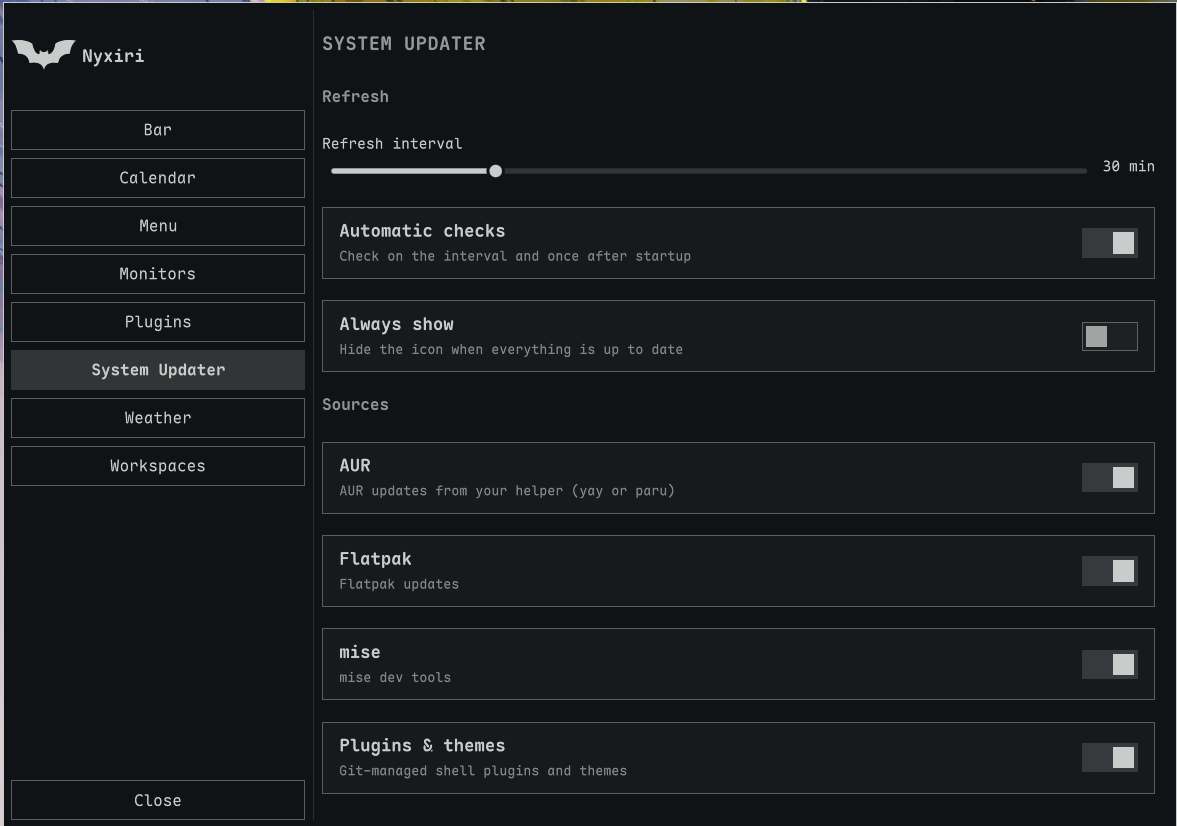 Nyxiri
Bar
Calendar
Menu
Monitors
Plugins
System Updater
Weather
Workspaces
Close
SYSTEM UPDATER
Refresh
Refresh interval
30 min
Automatic checks
Check on the interval and once after startup
Always show
Hide the icon when everything is up to date
Sources
AUR
AUR updates from your helper (yay or paru)
Flatpak
Flatpak updates
mise
mise dev tools
Plugins & themes
Git-managed shell plugins and themes